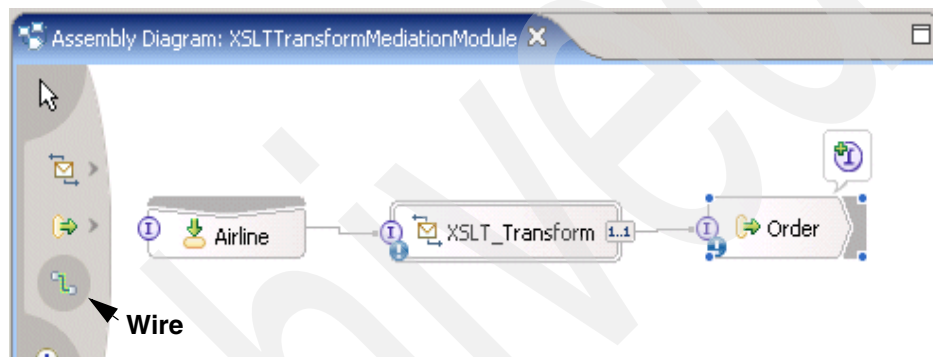 Assembly Diagram: XSLTTransformMediationModule
Airline
XSLT_Transform
1..1
Order
Wire